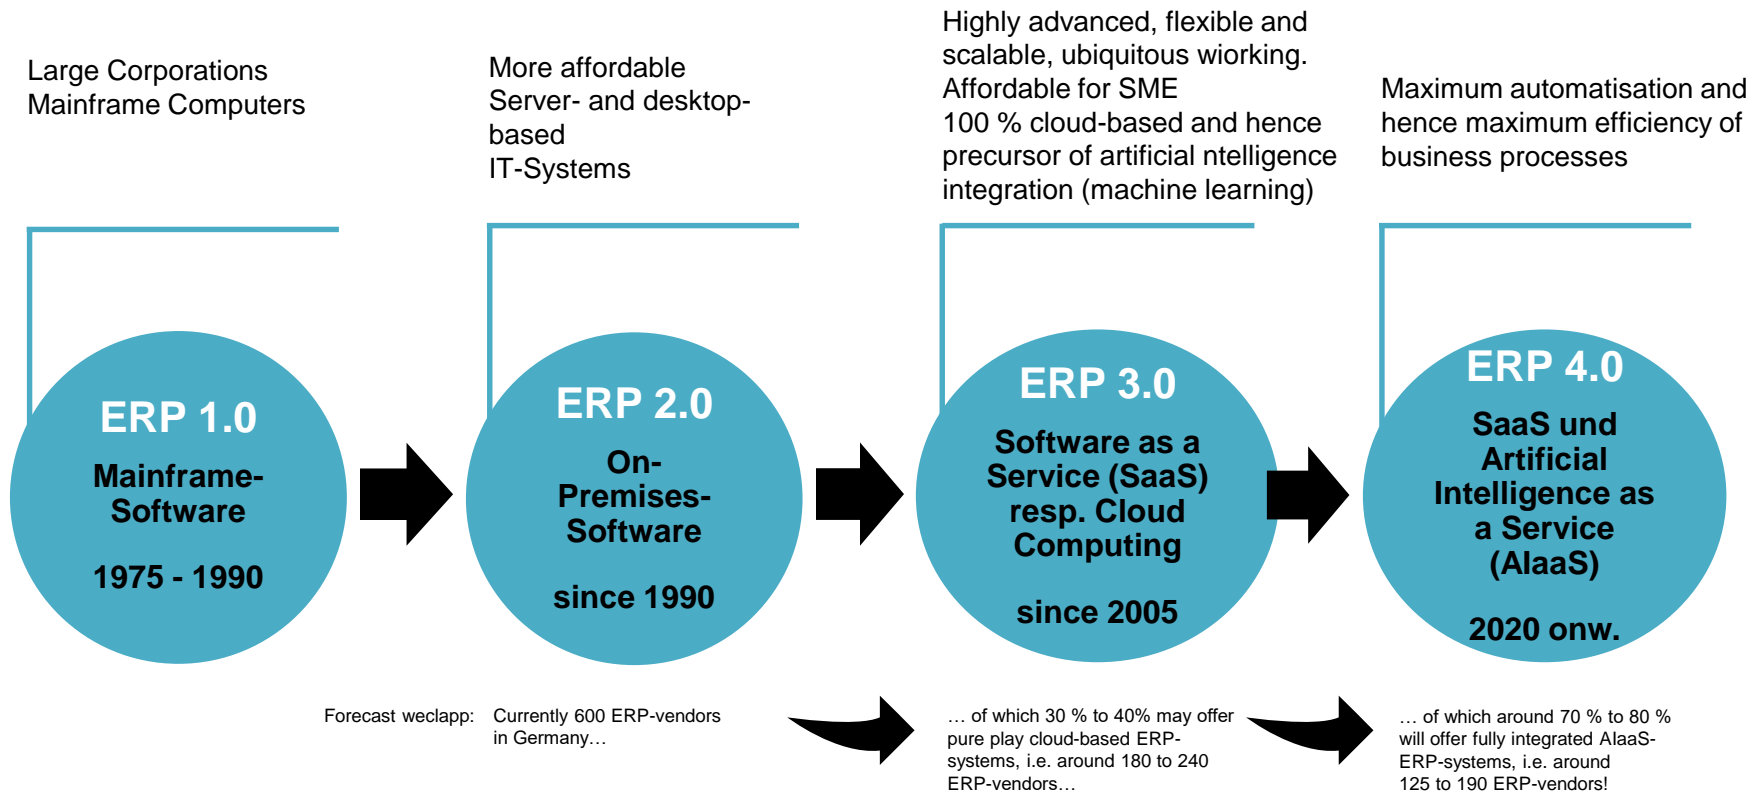 Large Corporations
Mainframe Computers
More affordable
Server- and desktop-
based
IT-Systems
Highly advanced, flexible and
scalable, ubiquitous wiorking.
Affordable for SME
100 % cloud-based and hence
precursor of artificial ntelligence
integration (machine learning)
Maximum automatisation and
hence maximum efficiency of
business processes
ERP 1.0
Mainframe-
Software
1975 - 1990
ERP 2.0
On-
Premises-
Software
since 1990
ERP 3.0
Software as a
Service (SaaS)
resp. Cloud
Computing
since 2005
ERP 4.0
SaaS und
Artificial
Intelligence as
a Service
(AIaaS)
2020 onw.
Forecast weclapp:
Currently 600 ERP-vendors
in Germany…
… of which 30 % to 40% may offer
pure play cloud-based ERP-
systems, i.e. around 180 to 240
ERP-vendors…
… of which around 70 % to 80 %
will offer fully integrated AIaaS-
ERP-systems, i.e. around
125 to 190 ERP-vendors!